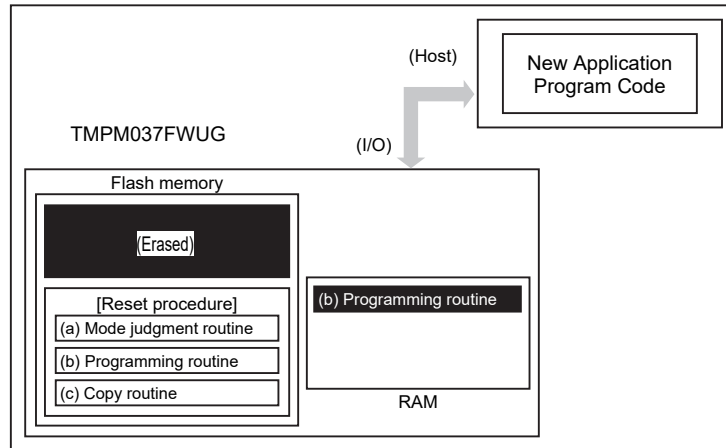 (Host)
New Application
Program Code
TMPM037FWUG
(I/O)
Flash memory
(Erased)
[Reset procedure]
(a) Mode judgment routine
(b) Programming routine
(c) Copy routine
(b) Programming routine
RAM